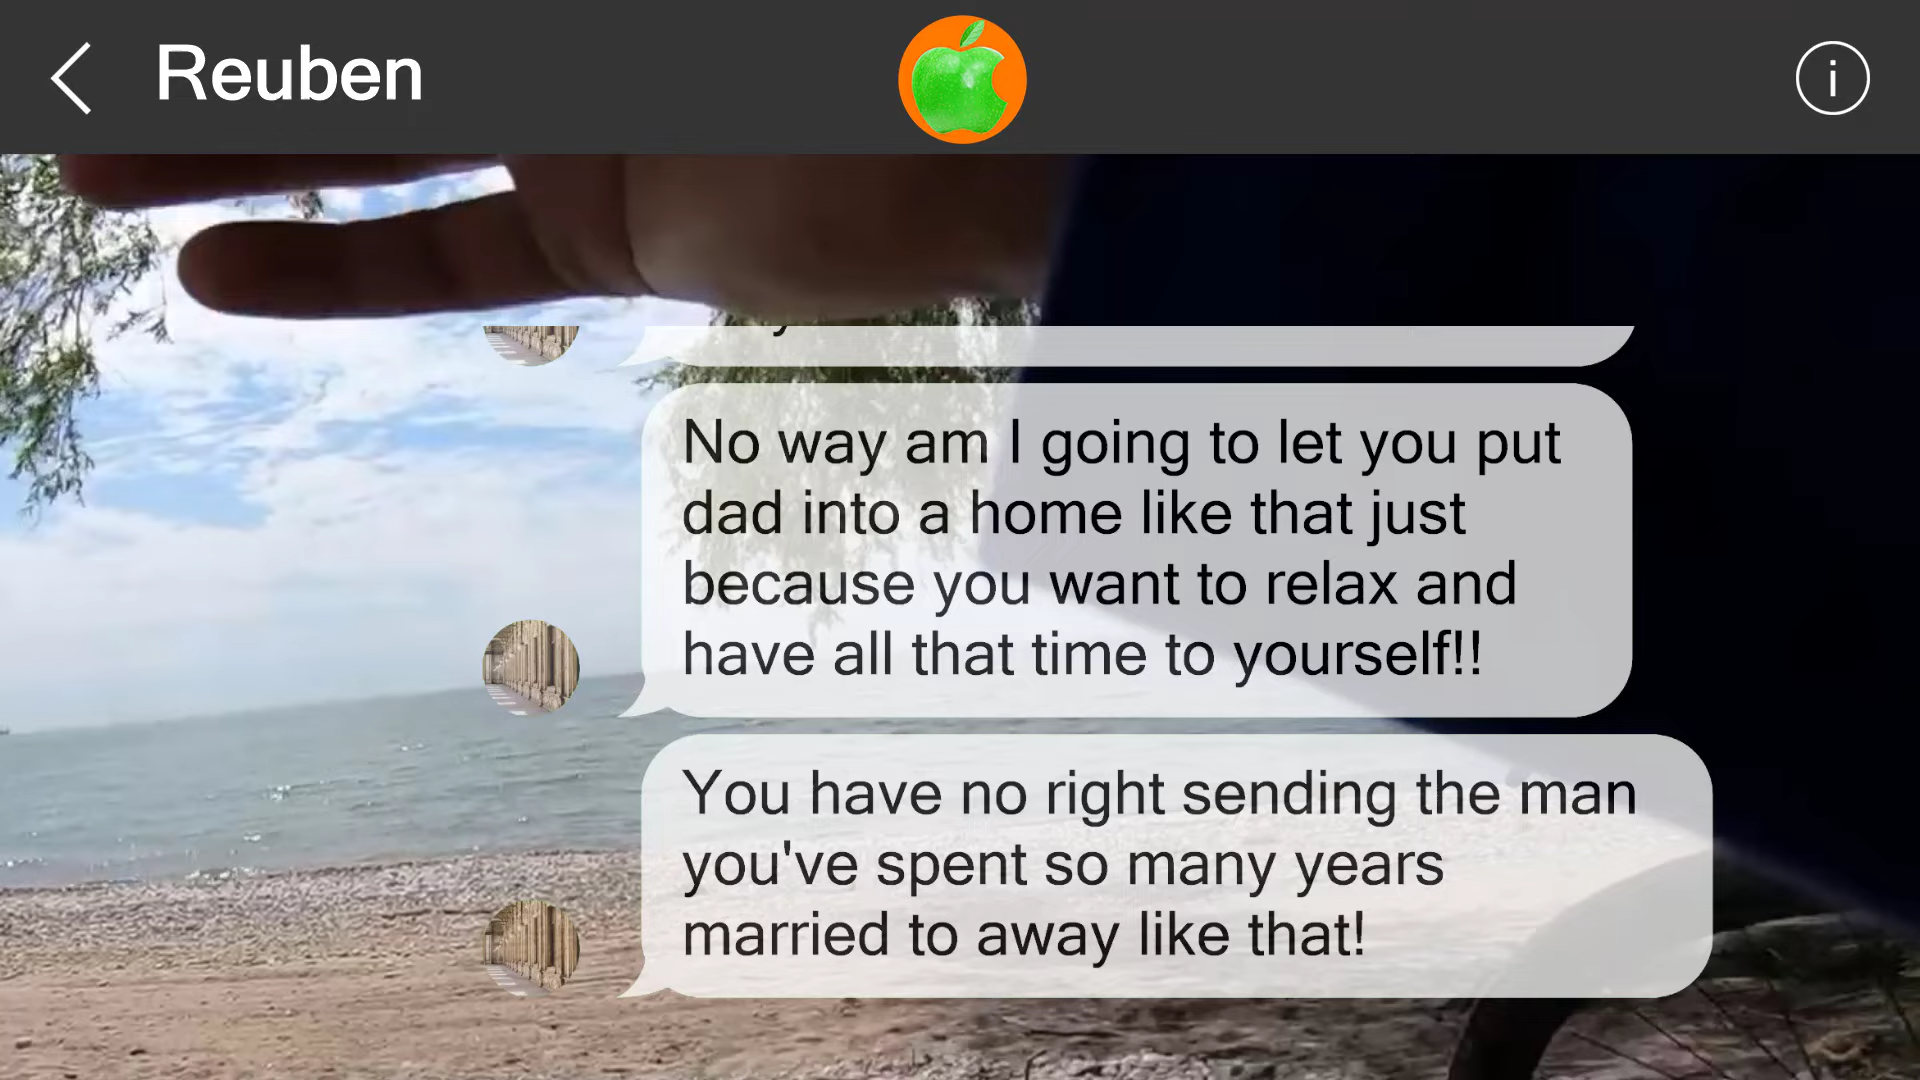 Reuben
i
No way am I going to let you put
dad into a home like that just
because you want to relax and
have all that time to yourself!!
You have no right sending the man
you've spent so many years
married to away like that!